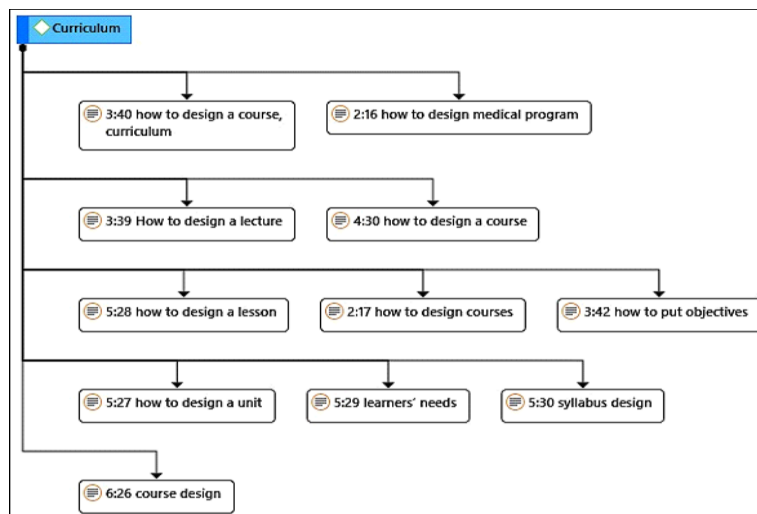 Curriculum
3:40 how to design a course,
curriculum
2:16 how to design medical program
3:39 How to design a lecture
4:30 how to design a course
5:28 how to design a lesson
2:17 how to design courses
3:42 how to put objectives
5:27 how to design a unit
5:29 learners’ needs
5:30 syllabus design
6:26 course design